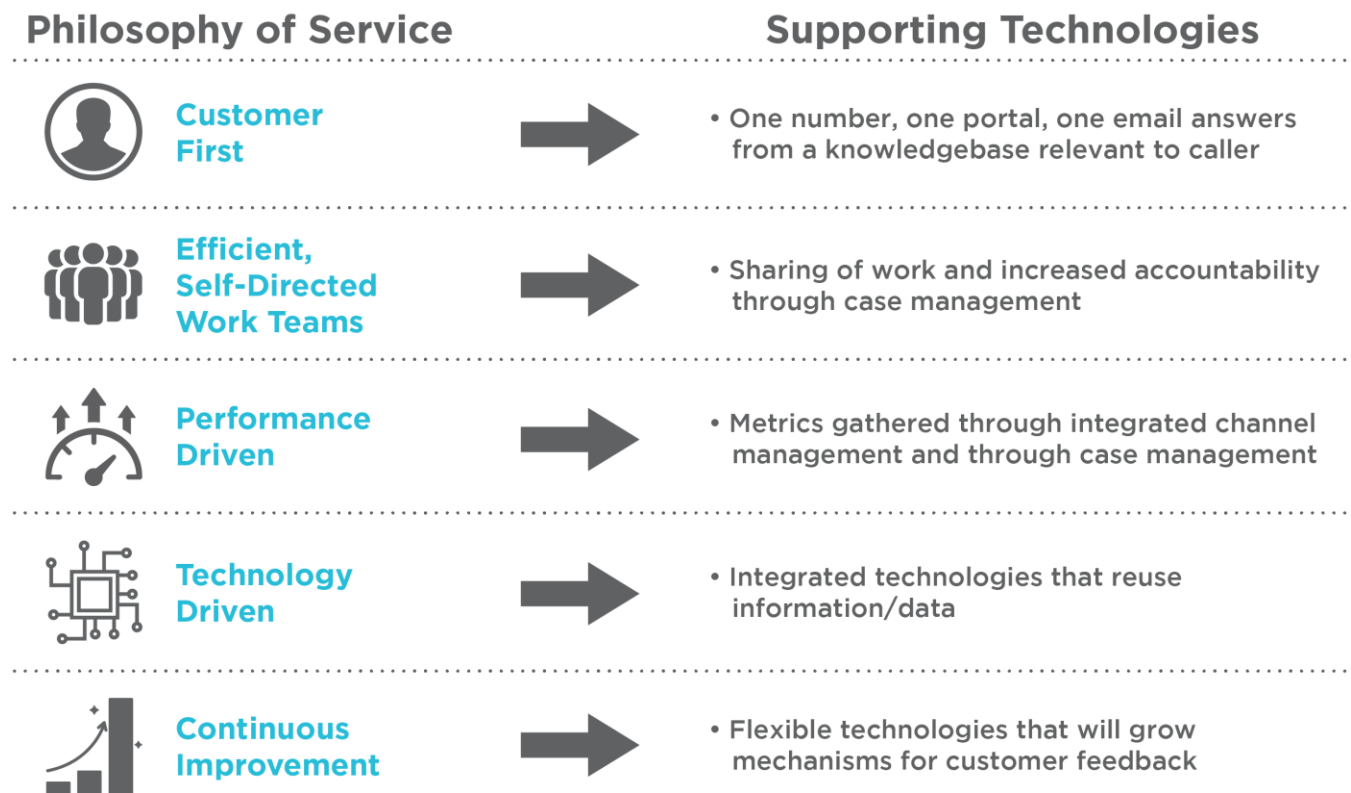 Philosophy of Service
Supporting Technologies
Customer
First
• One number, one portal, one email answers
from a knowledgebase relevant to caller
Efficient,
Self-Directed
Work Teams
• Sharing of work and increased accountability
through case management
Performance
Driven
• Metrics gathered through integrated channel
management and through case management
Technology
Driven
• Integrated technologies that reuse
information/data
Continuous
Improvement
• Flexible technologies that will grow
mechanisms for customer feedback